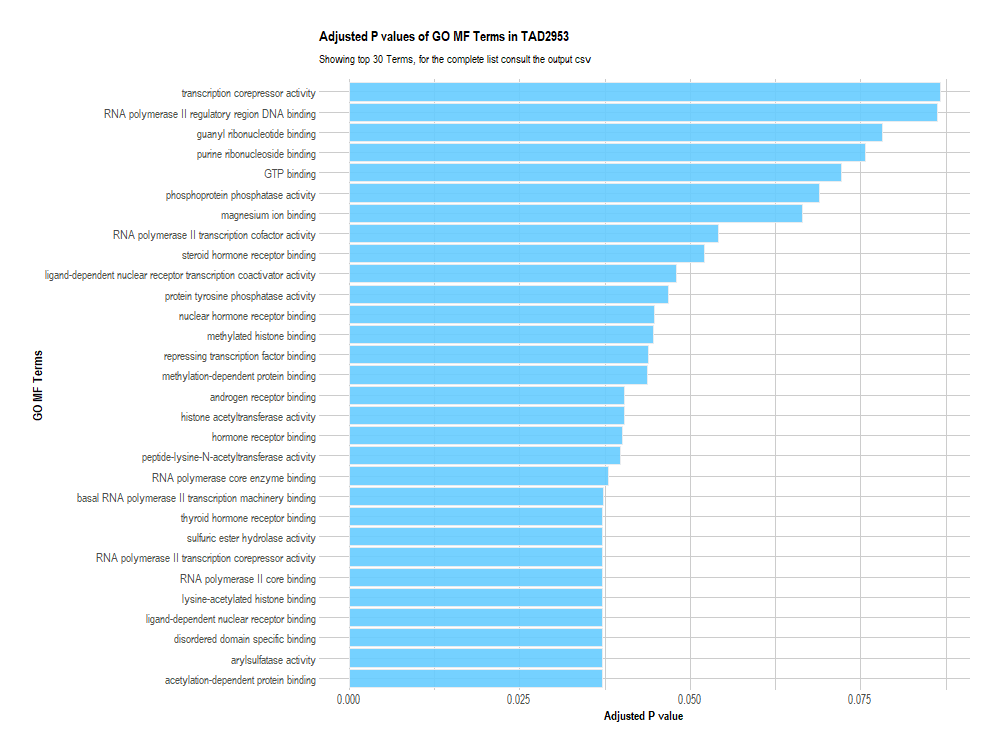 Adjusted P values of GO MF Terms in TAD2953
Showing top 30 Terms, for the complete list consult the output csv
transcription corepressor activity
RNA polymerase II regulatory region DNA binding
guanyl ribonucleotide binding
purine ribonucleoside binding
GTP binding
phosphoprotein phosphatase activity
magnesium ion binding
RNA polymerase II transcription cofactor activity
steroid hormone receptor binding
ligand-dependent nuclear receptor transcription coactivator activity
protein tyrosine phosphatase activity
nuclear hormone receptor binding
methylated histone binding
repressing transcription factor binding
methylation-dependent protein binding
androgen receptor binding
histone acetyltransferase activity
hormone receptor binding
peptide-lysine-N-acetyltransferase activity
RNA polymerase core enzyme binding
basal RNA polymerase II transcription machinery binding
thyroid hormone receptor binding
sulfuric ester hydrolase activity
RNA polymerase II transcription corepressor activity
RNA polymerase II core binding
lysine-acetylated histone binding
ligand-dependent nuclear receptor binding
disordered domain specific binding
arylsulfatase activity
acetylation-dependent protein binding
GO MF Terms
0.000 0.025 0.050 0.075
Adjusted P value